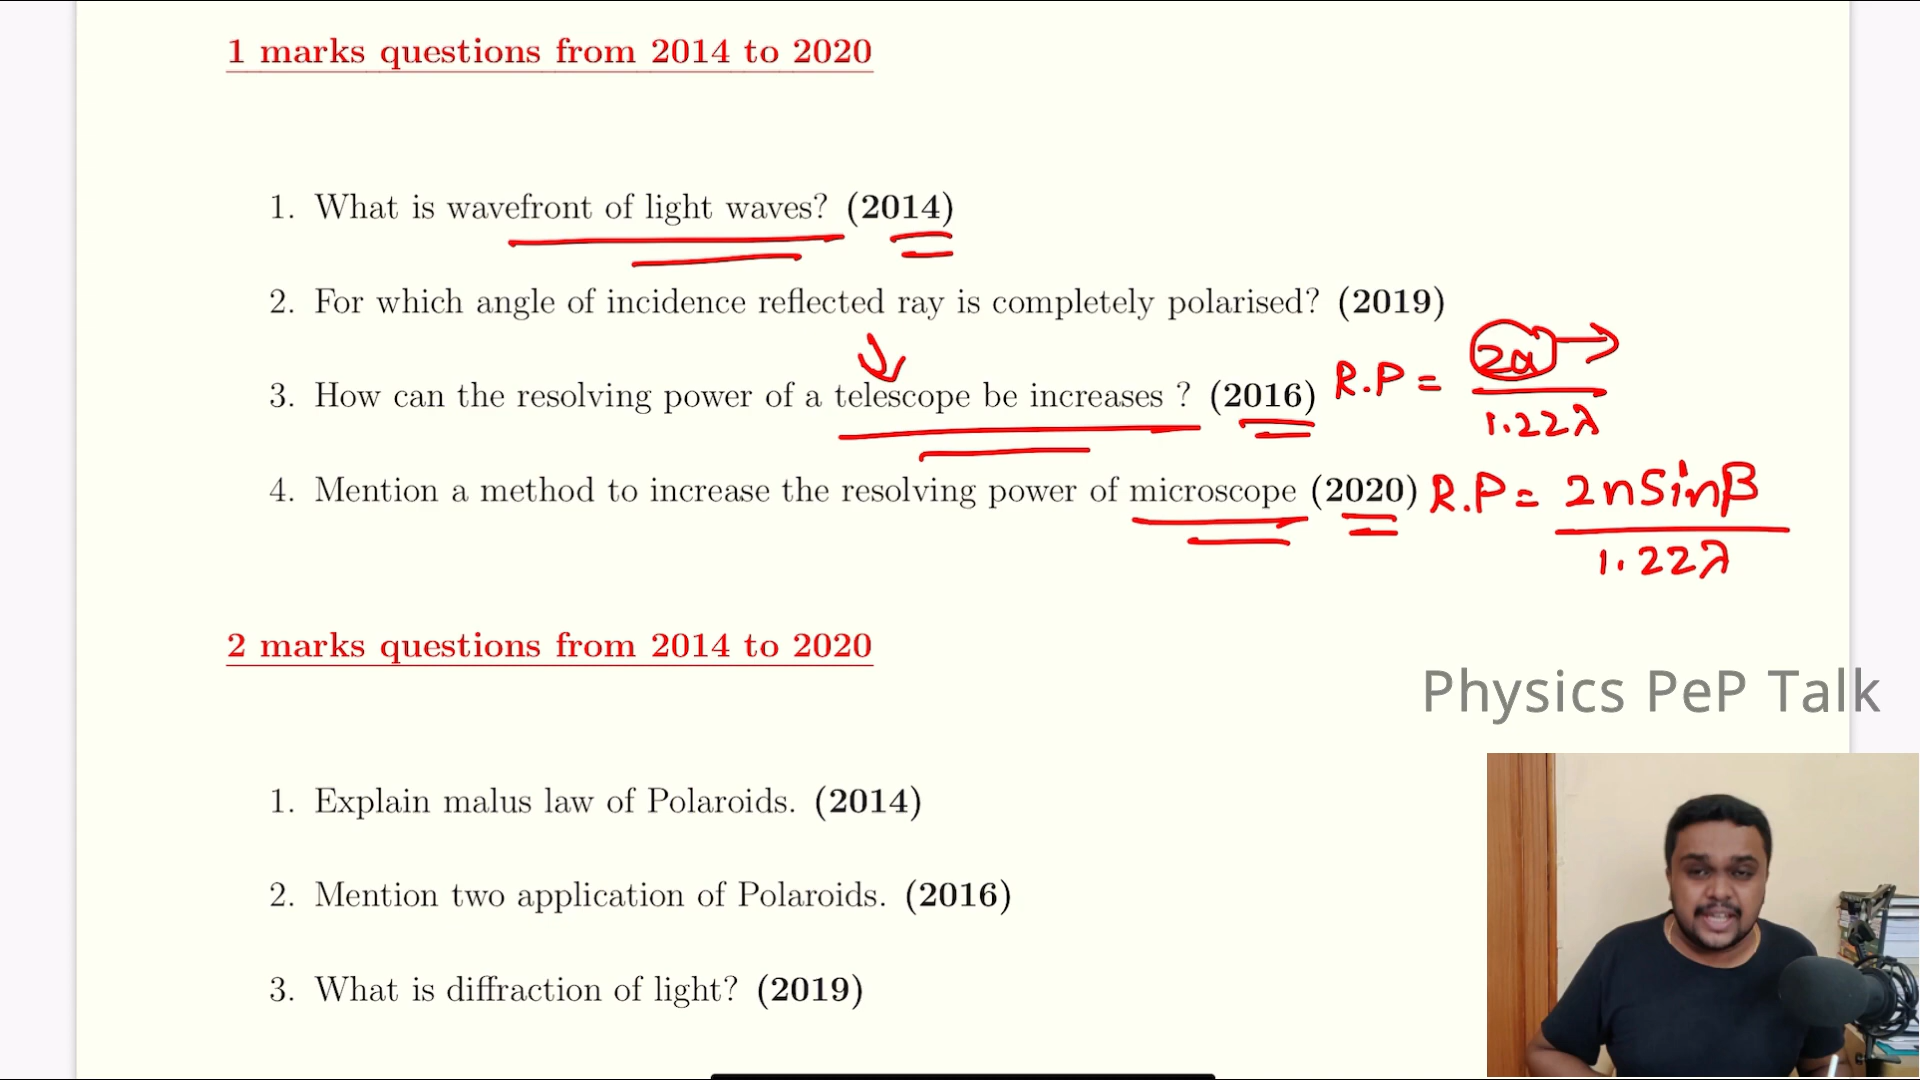 1 marks questions from 2014 to 2020
1. What is wavefront of light waves? (2014)
2. For which angle of incidence reflected ray is completely polarised? (2019)
3. How can the resolving power of a telescope be increases ? (2016) R.P = 2a / 1.22λ
4. Mention a method to increase the resolving power of microscope (2020) R.P = 2nSinβ / 1.22λ
2 marks questions from 2014 to 2020
Physics PeP Talk
1. Explain malus law of Polaroids. (2014)
2. Mention two application of Polaroids. (2016)
3. What is diffraction of light? (2019)